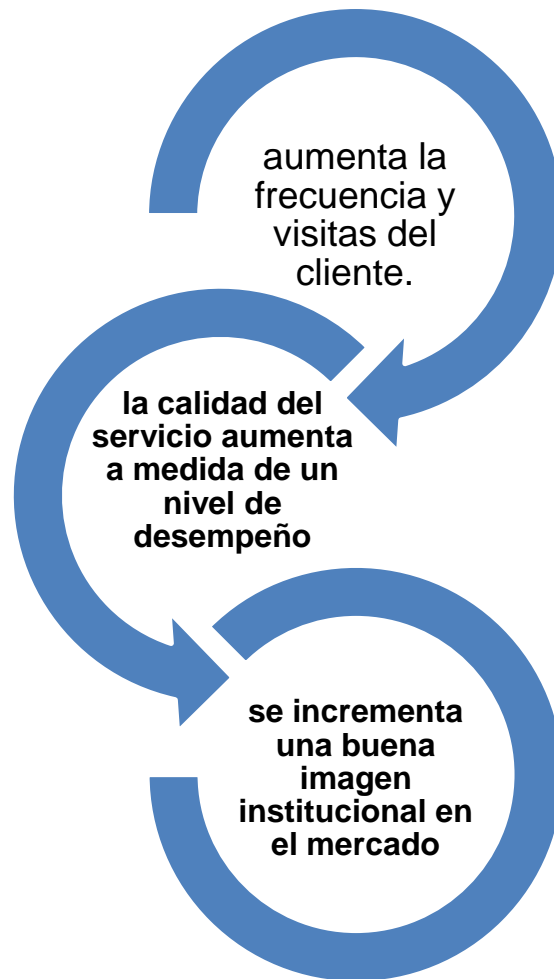 aumenta la
frecuencia y
visitas del
cliente.
la calidad del
servicio aumenta
a medida de un
nivel de
desempeño
se incrementa
una buena
imagen
institucional en
el mercado